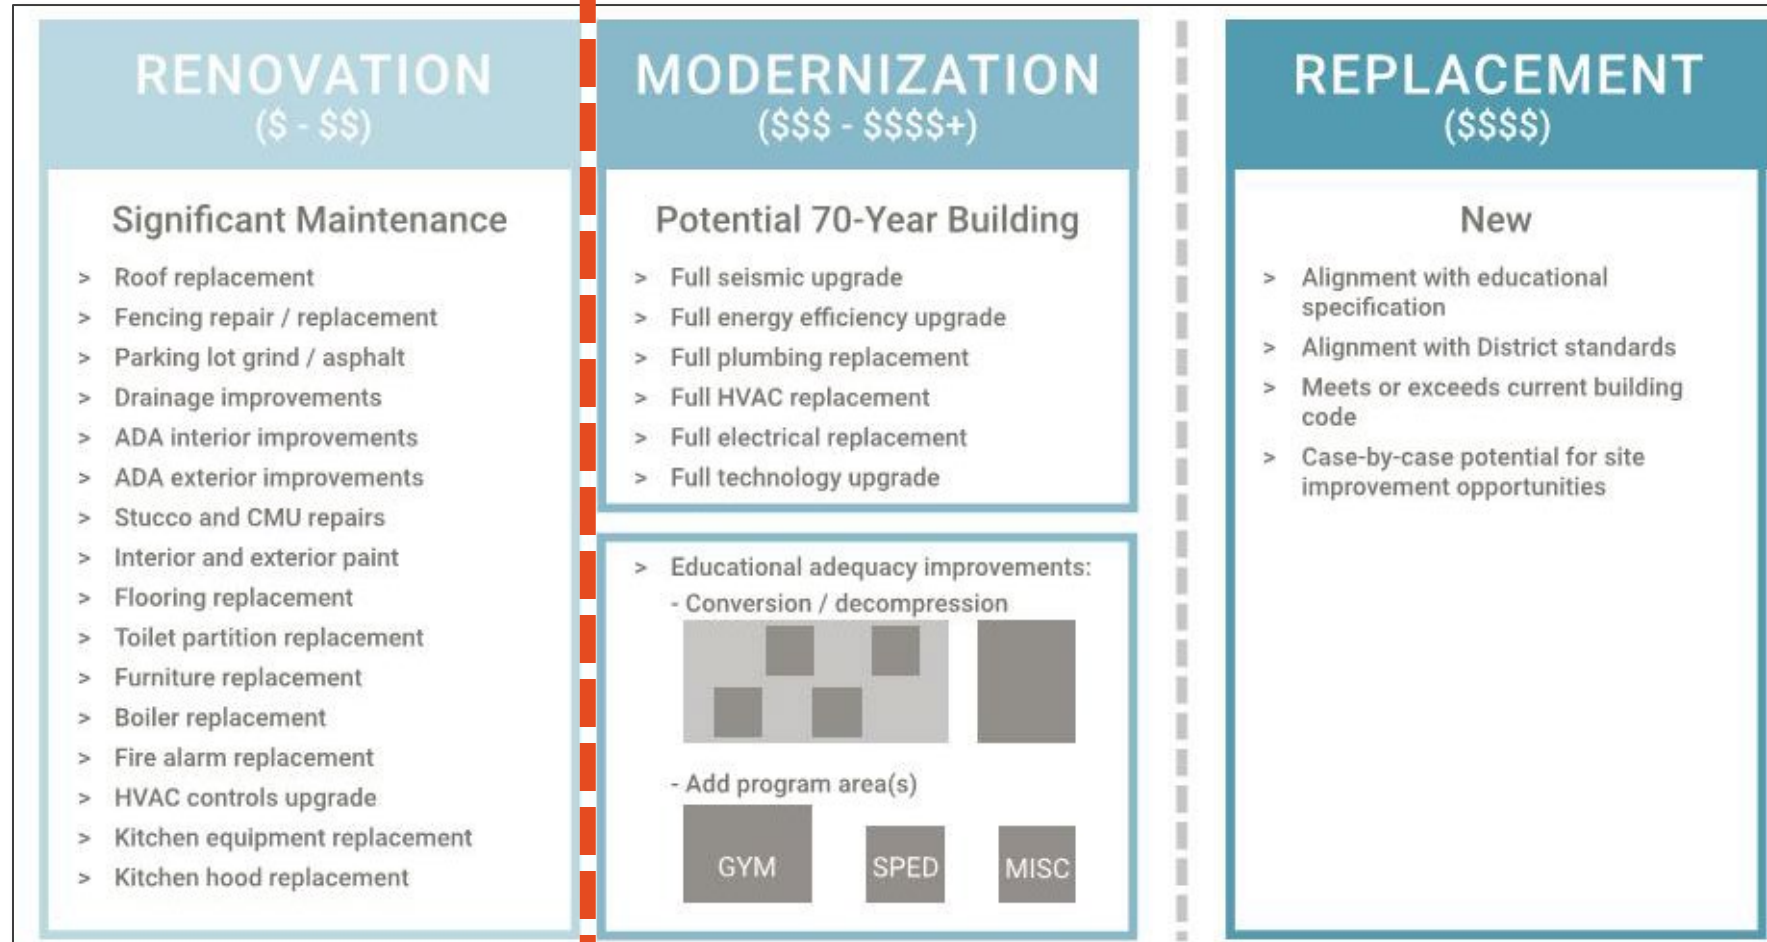 RENOVATION
($ - $$)
Significant Maintenance
> Roof replacement
> Fencing repair / replacement
> Parking lot grind / asphalt
> Drainage improvements
> ADA interior improvements
> ADA exterior improvements
> Stucco and CMU repairs
> Interior and exterior paint
> Flooring replacement
> Toilet partition replacement
> Furniture replacement
> Boiler replacement
> Fire alarm replacement
> HVAC controls upgrade
> Kitchen equipment replacement
> Kitchen hood replacement
MODERNIZATION
($$$ - $$$$+)
Potential 70-Year Building
> Full seismic upgrade
> Full energy efficiency upgrade
> Full plumbing replacement
> Full HVAC replacement
> Full electrical replacement
> Full technology upgrade
> Educational adequacy improvements:
- Conversion / decompression
- Add program area(s)
GYM SPED MISC
REPLACEMENT
($$$$)
New
> Alignment with educational
specification
> Alignment with District standards
> Meets or exceeds current building
code
> Case-by-case potential for site
improvement opportunities